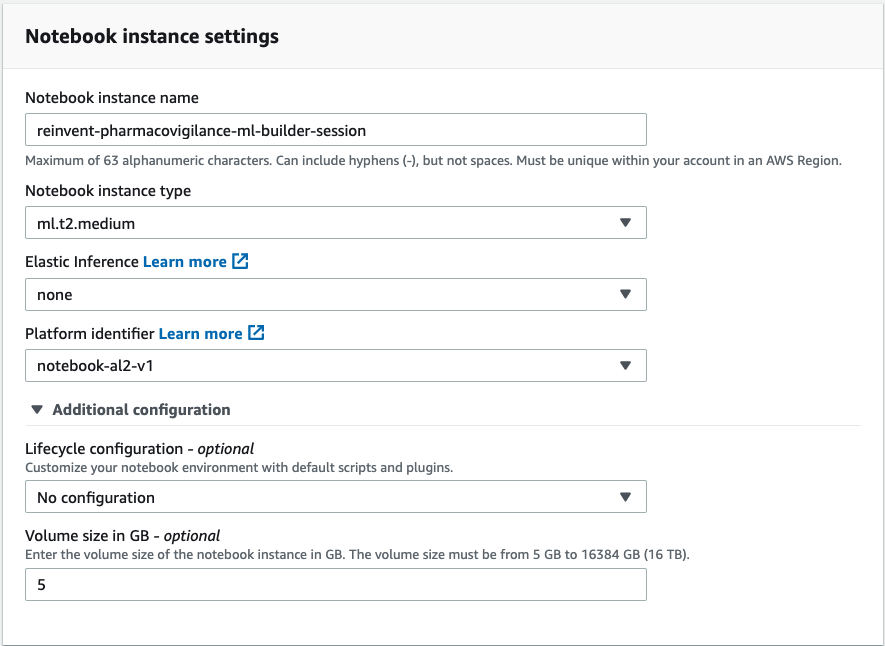 Notebook instance settings
Notebook instance name
reinvent-pharmacovigilance-ml-builder-session
Maximum of 63 alphanumeric characters. Can include hyphens (-), but not spaces. Must be unique within your account in an AWS Region.
Notebook instance type
ml.t2.medium
Elastic Inference Learn more
none
Platform identifier Learn more
notebook-al2-v1
Additional configuration
Lifecycle configuration - optional
Customize your notebook environment with default scripts and plugins.
No configuration
Volume size in GB - optional
Enter the volume size of the notebook instance in GB. The volume size must be from 5 GB to 16384 GB (16 TB).
5